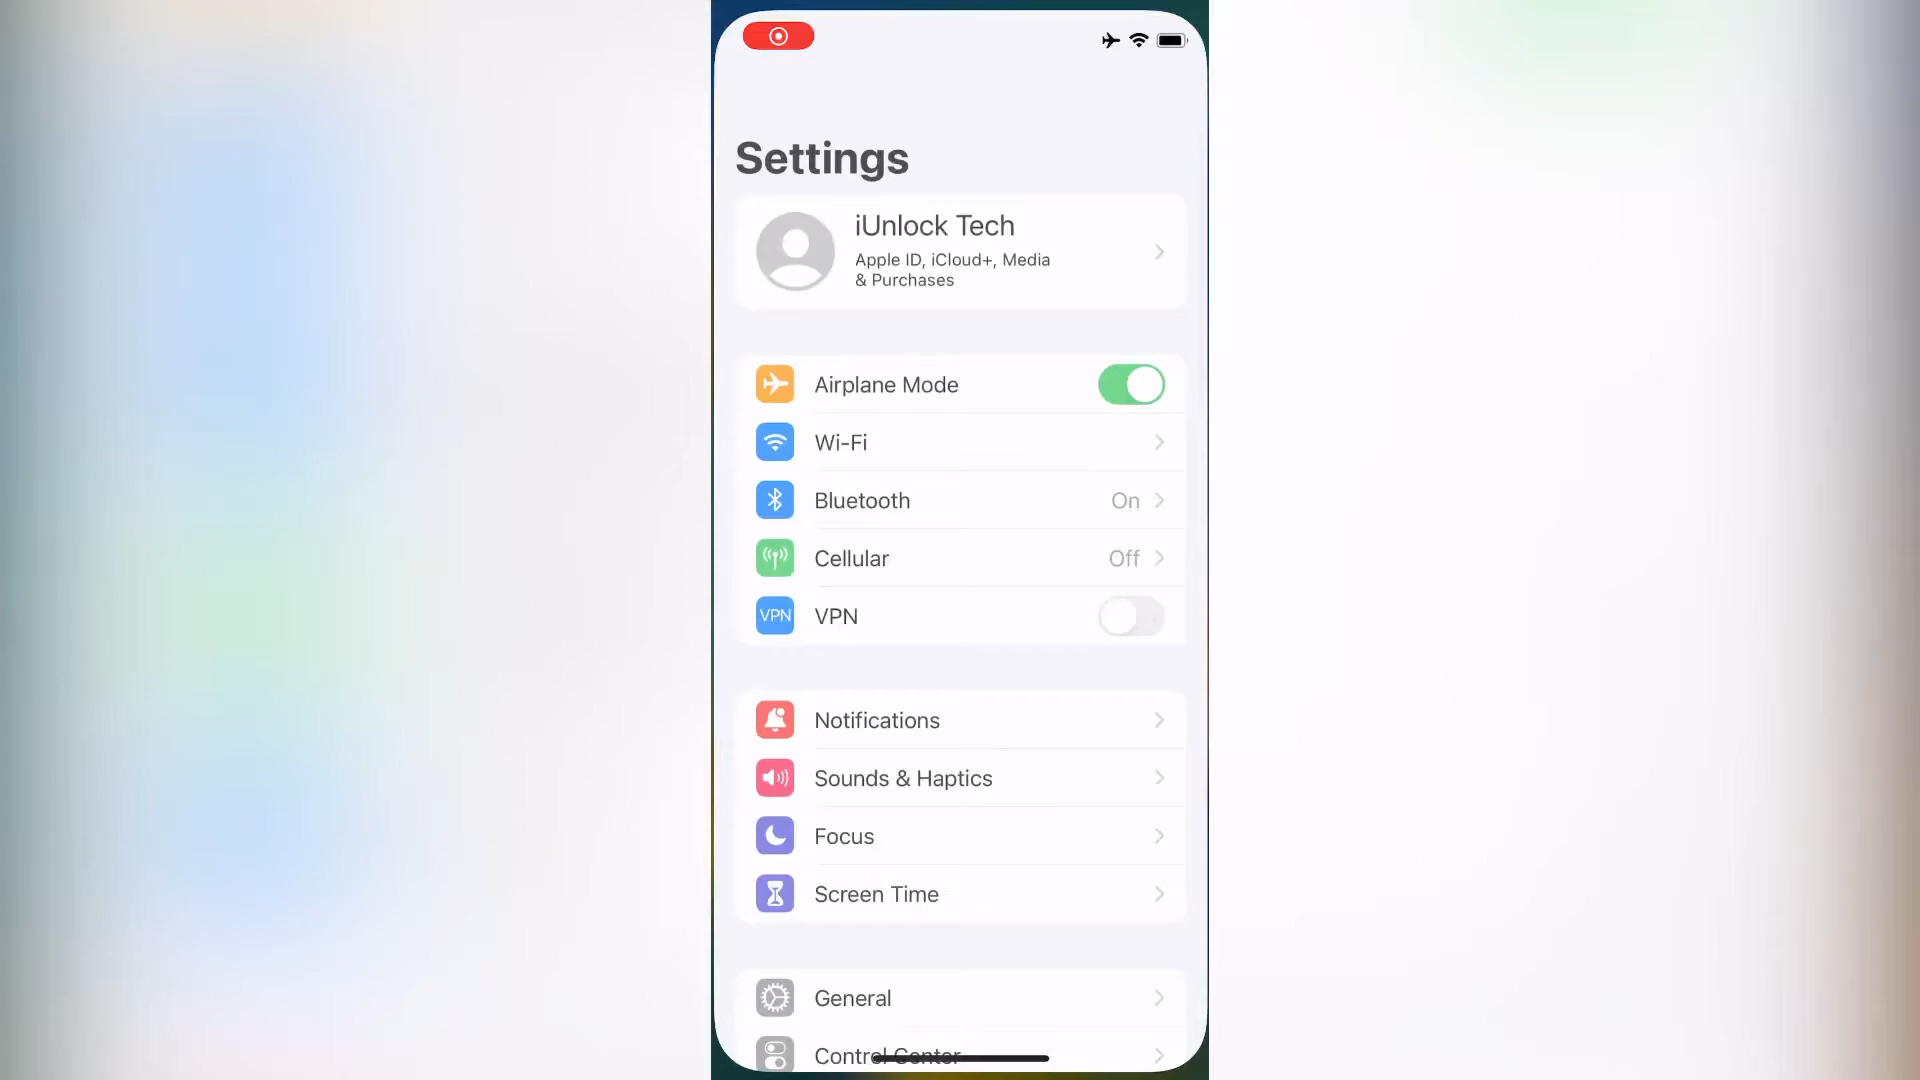 Settings
iUnlock Tech
Apple ID, iCloud+, Media
& Purchases
Airplane Mode
Wi-Fi
Bluetooth On
Cellular Off
VPN VPN
Notifications
Sounds & Haptics
Focus
Screen Time
General
Control Center